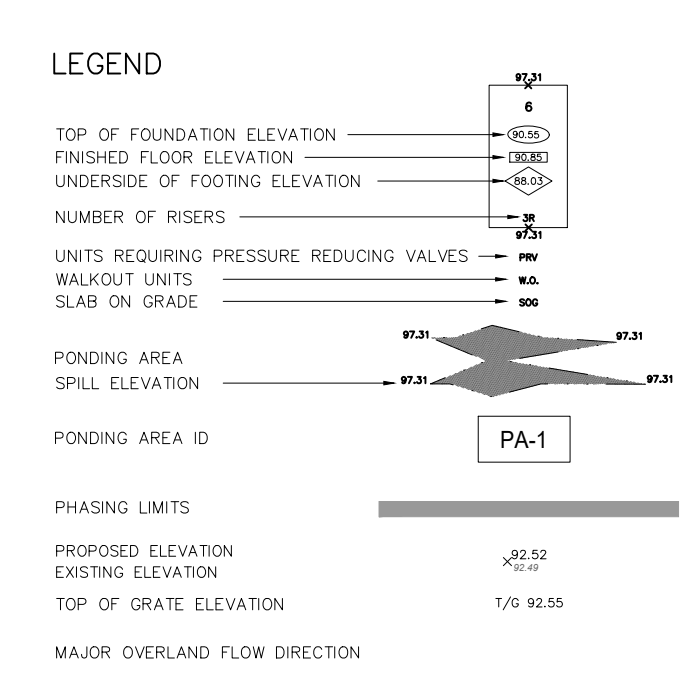 LEGEND
97.31
6
TOP OF FOUNDATION ELEVATION 90.55
FINISHED FLOOR ELEVATION 90.85
UNDERSIDE OF FOOTING ELEVATION 88.03
NUMBER OF RISERS 3R
97.31
UNITS REQUIRING PRESSURE REDUCING VALVES PRV
WALKOUT UNITS W.O.
SLAB ON GRADE SOG
97.31 97.31
PONDING AREA
SPILL ELEVATION 97.31 97.31
PONDING AREA ID PA-1
PHASING LIMITS
PROPOSED ELEVATION 92.52
EXISTING ELEVATION 92.49
TOP OF GRATE ELEVATION T/G 92.55
MAJOR OVERLAND FLOW DIRECTION